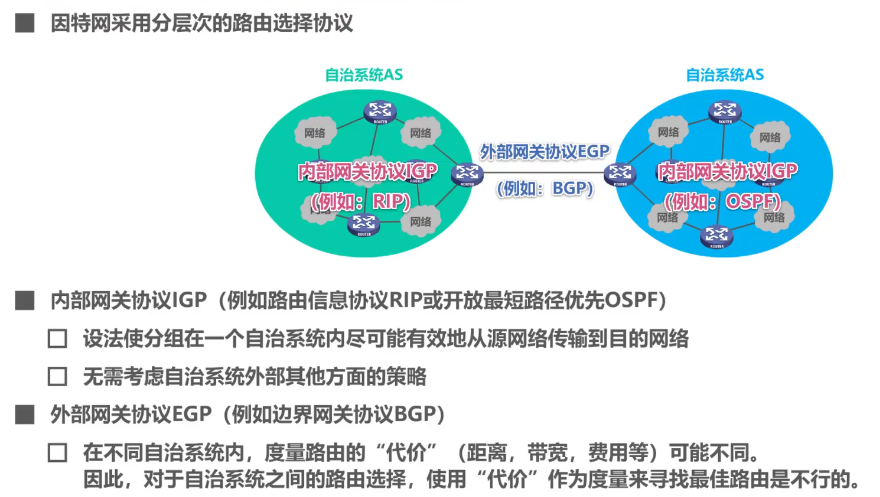 因特网采用分层次的路由选择协议
自治系统AS
自治系统AS
ROUTER
ROUTER
网络
网络
网络
网络
外部网关协议EGP
(例如：BGP)
内部网关协议IGP
(例如：RIP)
内部网关协议IGP
(例如：OSPF)
ROUTER
ROUTER
网络
网络
网络
网络
ROUTER
ROUTER
内部网关协议IGP（例如路由信息协议RIP或开放最短路径优先OSPF）
设法使分组在一个自治系统内尽可能有效地从源网络传输到目的网络
无需考虑自治系统外部其他方面的策略
外部网关协议EGP（例如边界网关协议BGP）
在不同自治系统内，度量路由的“代价”（距离，带宽，费用等）可能不同。
因此，对于自治系统之间的路由选择，使用“代价”作为度量来寻找最佳路由是不行的。